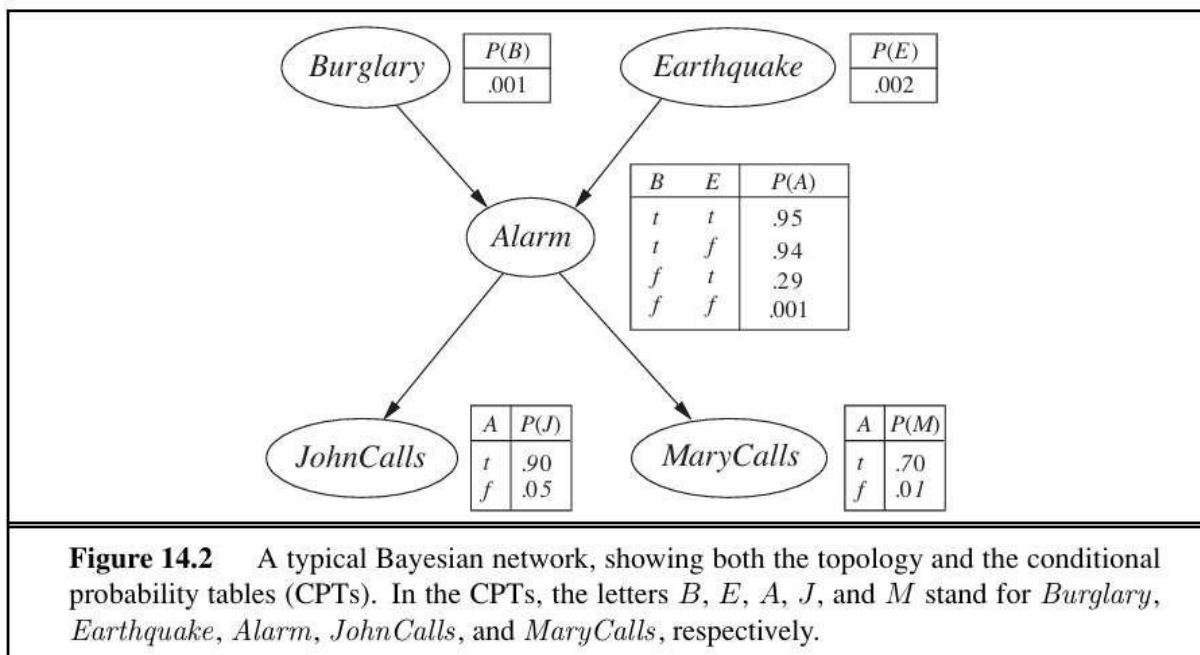 Burglary
P(B)
.001
Earthquake
P(E)
.002
Alarm
B E P(A)
t t .95
t f .94
f t .29
f f .001
JohnCalls
A P(J)
t .90
f .05
MaryCalls
A P(M)
t .70
f .01
Figure 14.2 A typical Bayesian network, showing both the topology and the conditional
probability tables (CPTs). In the CPTs, the letters B, E, A, J, and M stand for Burglary,
Earthquake, Alarm, JohnCalls, and MaryCalls, respectively.